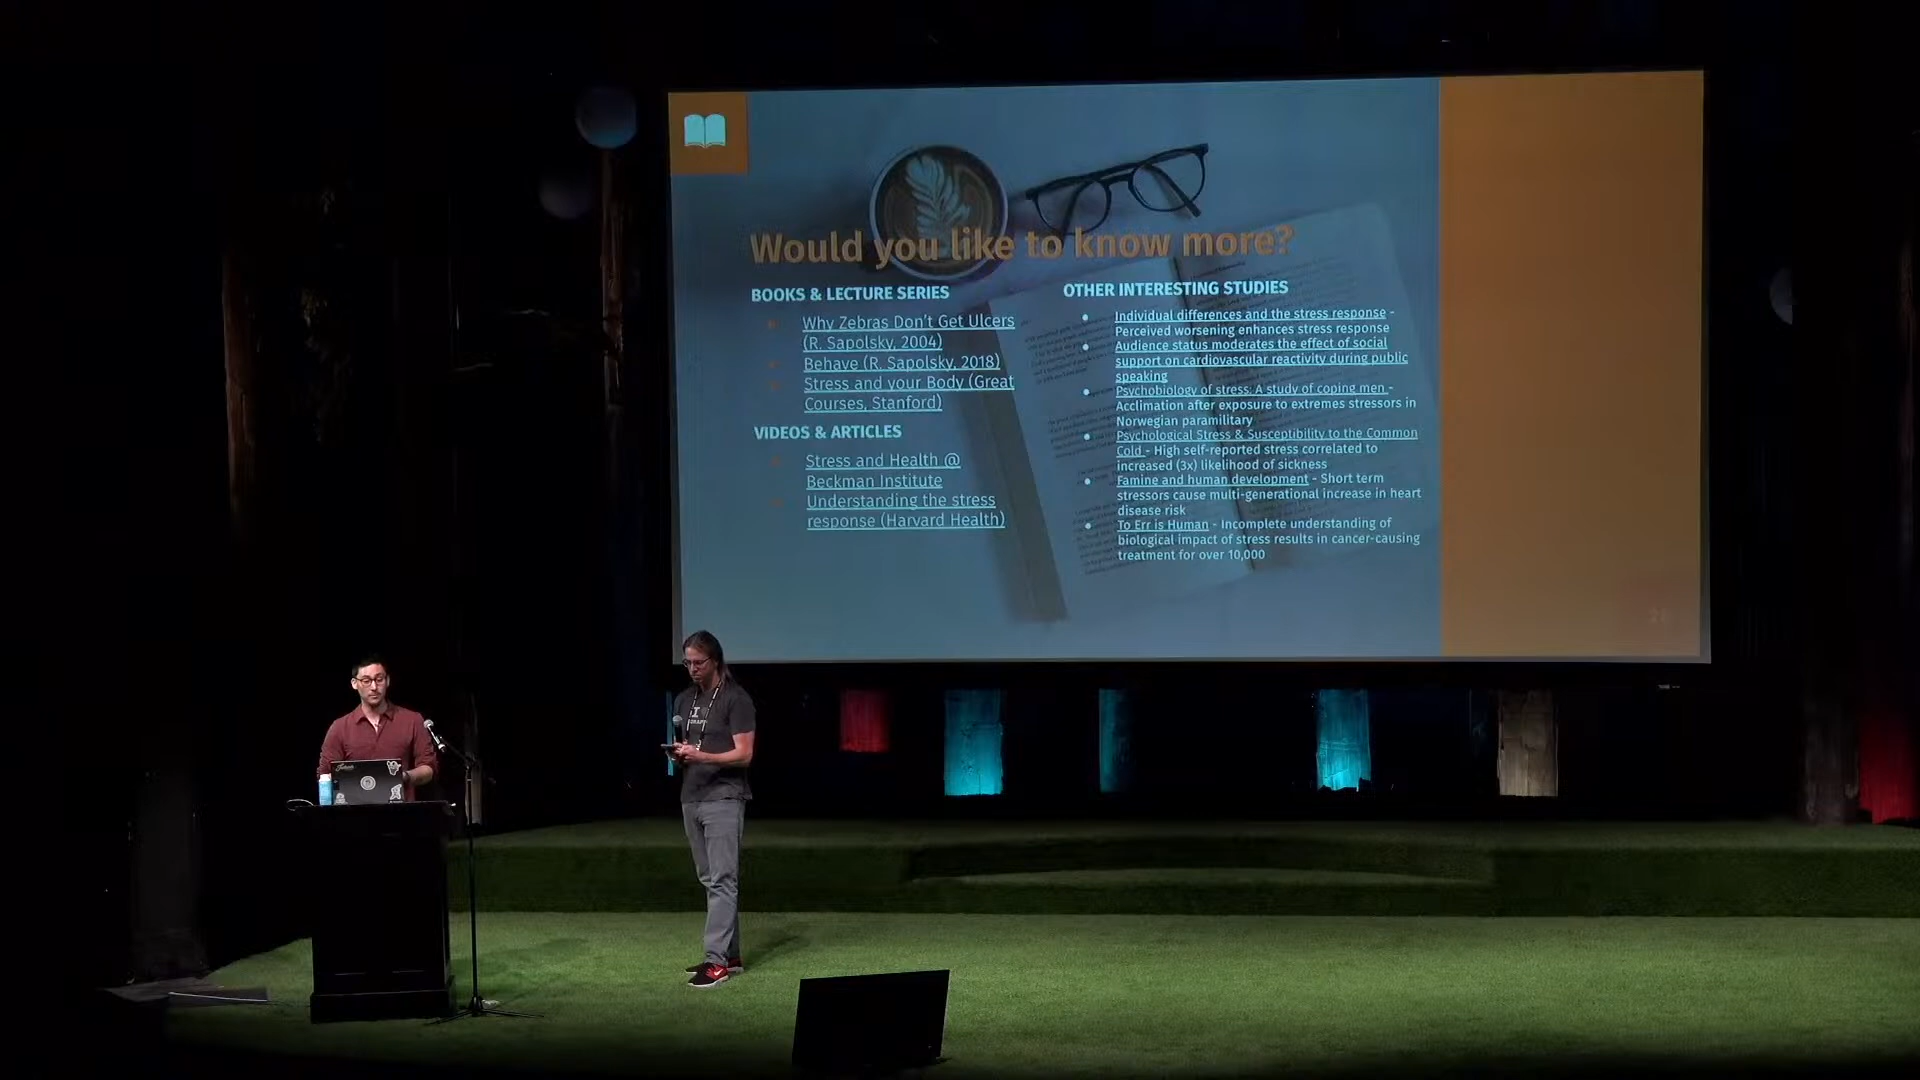 Would you like to know more?
BOOKS & LECTURE SERIES
Why Zebras Don't Get Ulcers
(R. Sapolsky, 2004)
Behave (R. Sapolsky, 2018)
Stress and your Body (Great
Courses, Stanford)
VIDEOS & ARTICLES
Stress and Health @
Beckman Institute
Understanding the stress
response (Harvard Health)
OTHER INTERESTING STUDIES
Individual differences and the stress response -
Perceived worsening enhances stress response
Audience status moderates the effect of social
support on cardiovascular reactivity during public
speaking
Psychobiology of stress: A study of coping men -
Acclimation after exposure to extremes stressors in
Norwegian paramilitary
Psychological Stress & Susceptibility to the Common
Cold - High self-reported stress correlated to
increased (3x) likelihood of sickness
Famine and human development - Short term
stressors cause multi-generational increase in heart
disease risk
To Err is Human - Incomplete understanding of
biological impact of stress results in cancer-causing
treatment for over 10,000